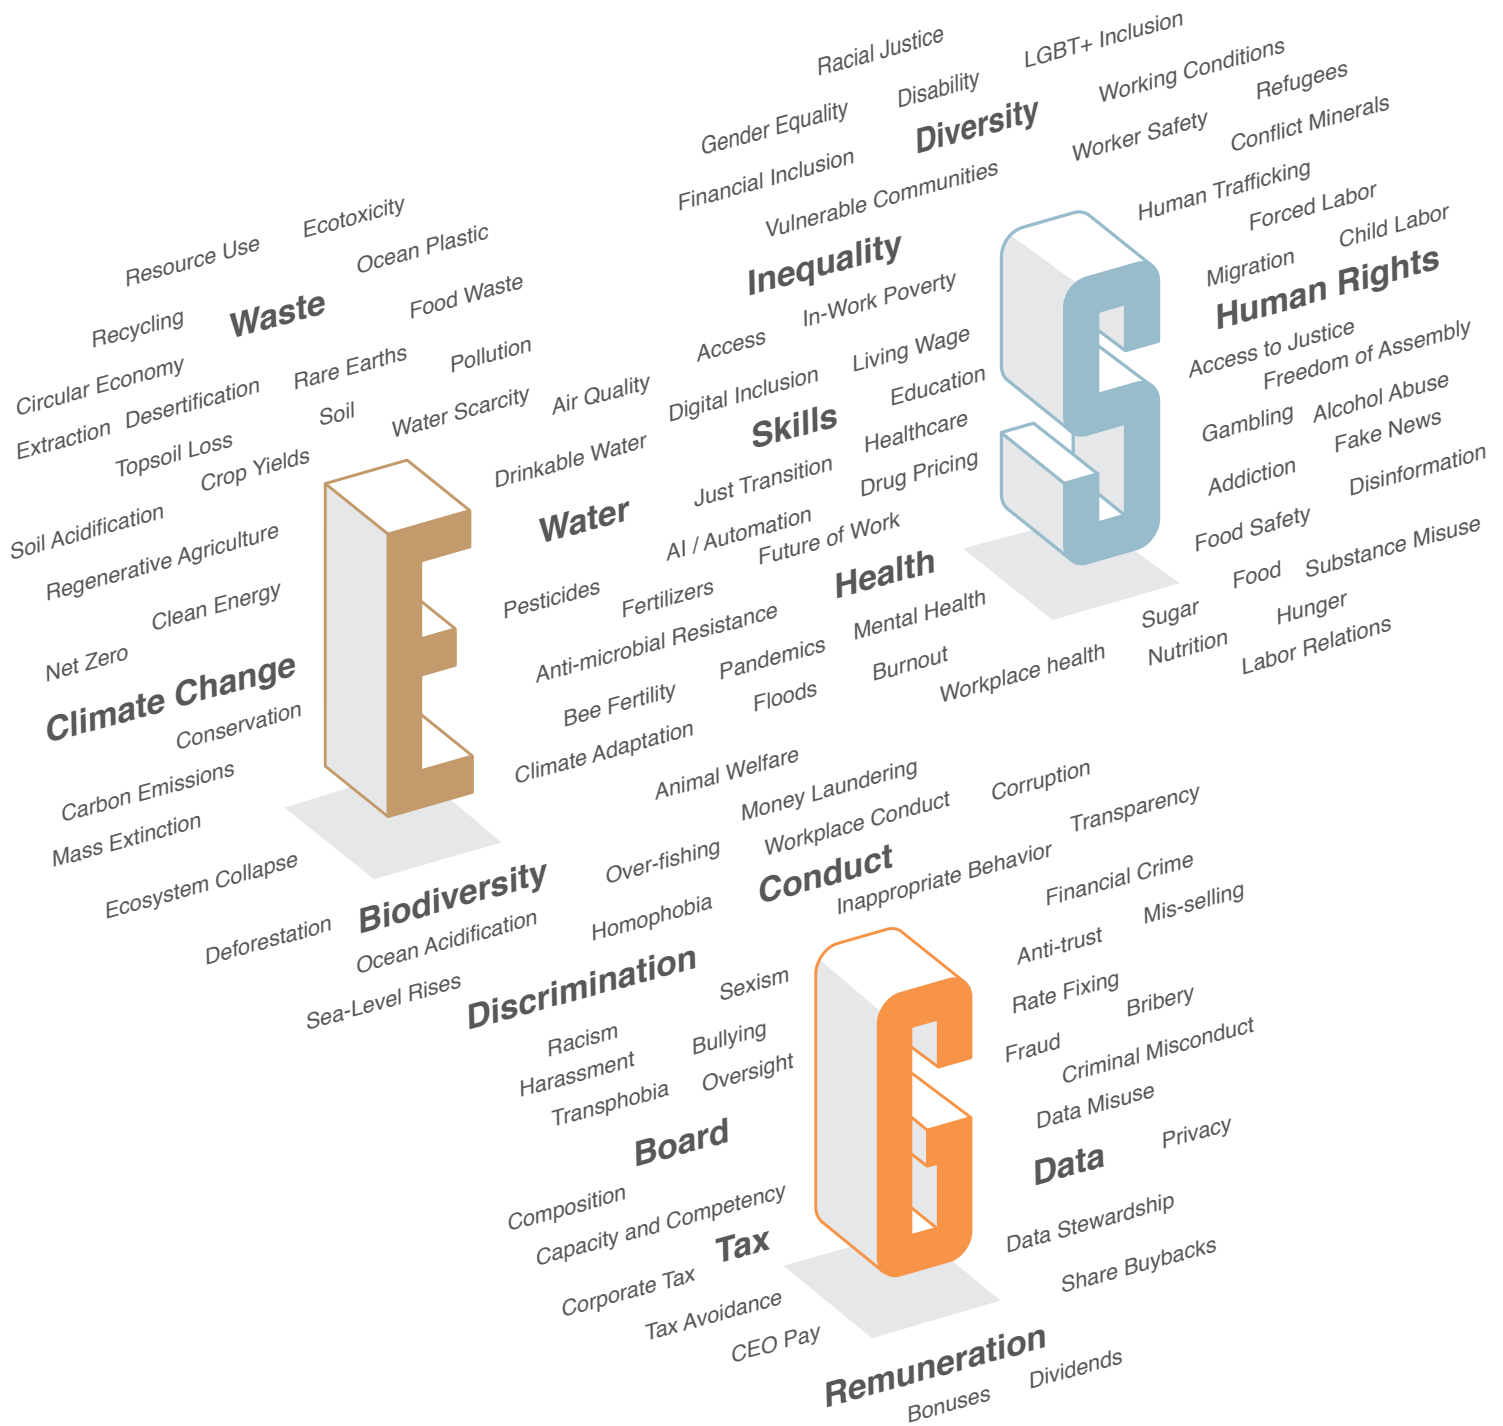 Racial Justice
LGBT+ Inclusion
Disability
Working Conditions
Refugees
Gender Equality
Diversity
Worker Safety
Conflict Minerals
Financial Inclusion
Vulnerable Communities
Human Trafficking
Forced Labor
Child Labor
Inequality
Migration
Human Rights
In-Work Poverty
Access
Living Wage
Access to Justice
Freedom of Assembly
Digital Inclusion
Education
Skills
Healthcare
Gambling
Alcohol Abuse
Fake News
Just Transition
Drug Pricing
Addiction
Disinformation
AI / Automation
Future of Work
Food Safety
Health
Food
Substance Misuse
Mental Health
Sugar
Hunger
Pandemics
Burnout
Workplace health
Nutrition
Labor Relations
S
Ecotoxicity
Resource Use
Ocean Plastic
Recycling
Waste
Food Waste
Circular Economy
Rare Earths
Pollution
Extraction
Desertification
Soil
Water Scarcity
Air Quality
Topsoil Loss
Crop Yields
Drinkable Water
Soil Acidification
Water
Regenerative Agriculture
Clean Energy
Pesticides
Fertilizers
Net Zero
Anti-microbial Resistance
Climate Change
Conservation
Bee Fertility
Floods
Carbon Emissions
Climate Adaptation
Mass Extinction
Animal Welfare
Ecosystem Collapse
Over-fishing
Biodiversity
Deforestation
Ocean Acidification
Sea-Level Rises
E
Money Laundering
Corruption
Workplace Conduct
Transparency
Conduct
Inappropriate Behavior
Financial Crime
Mis-selling
Homophobia
Anti-trust
Discrimination
Sexism
Rate Fixing
Bribery
Racism
Bullying
Fraud
Harassment
Criminal Misconduct
Transphobia
Oversight
Data Misuse
Board
Data
Privacy
Composition
Capacity and Competency
Data Stewardship
Tax
Corporate Tax
Share Buybacks
Tax Avoidance
CEO Pay
Remuneration
Bonuses
Dividends
G